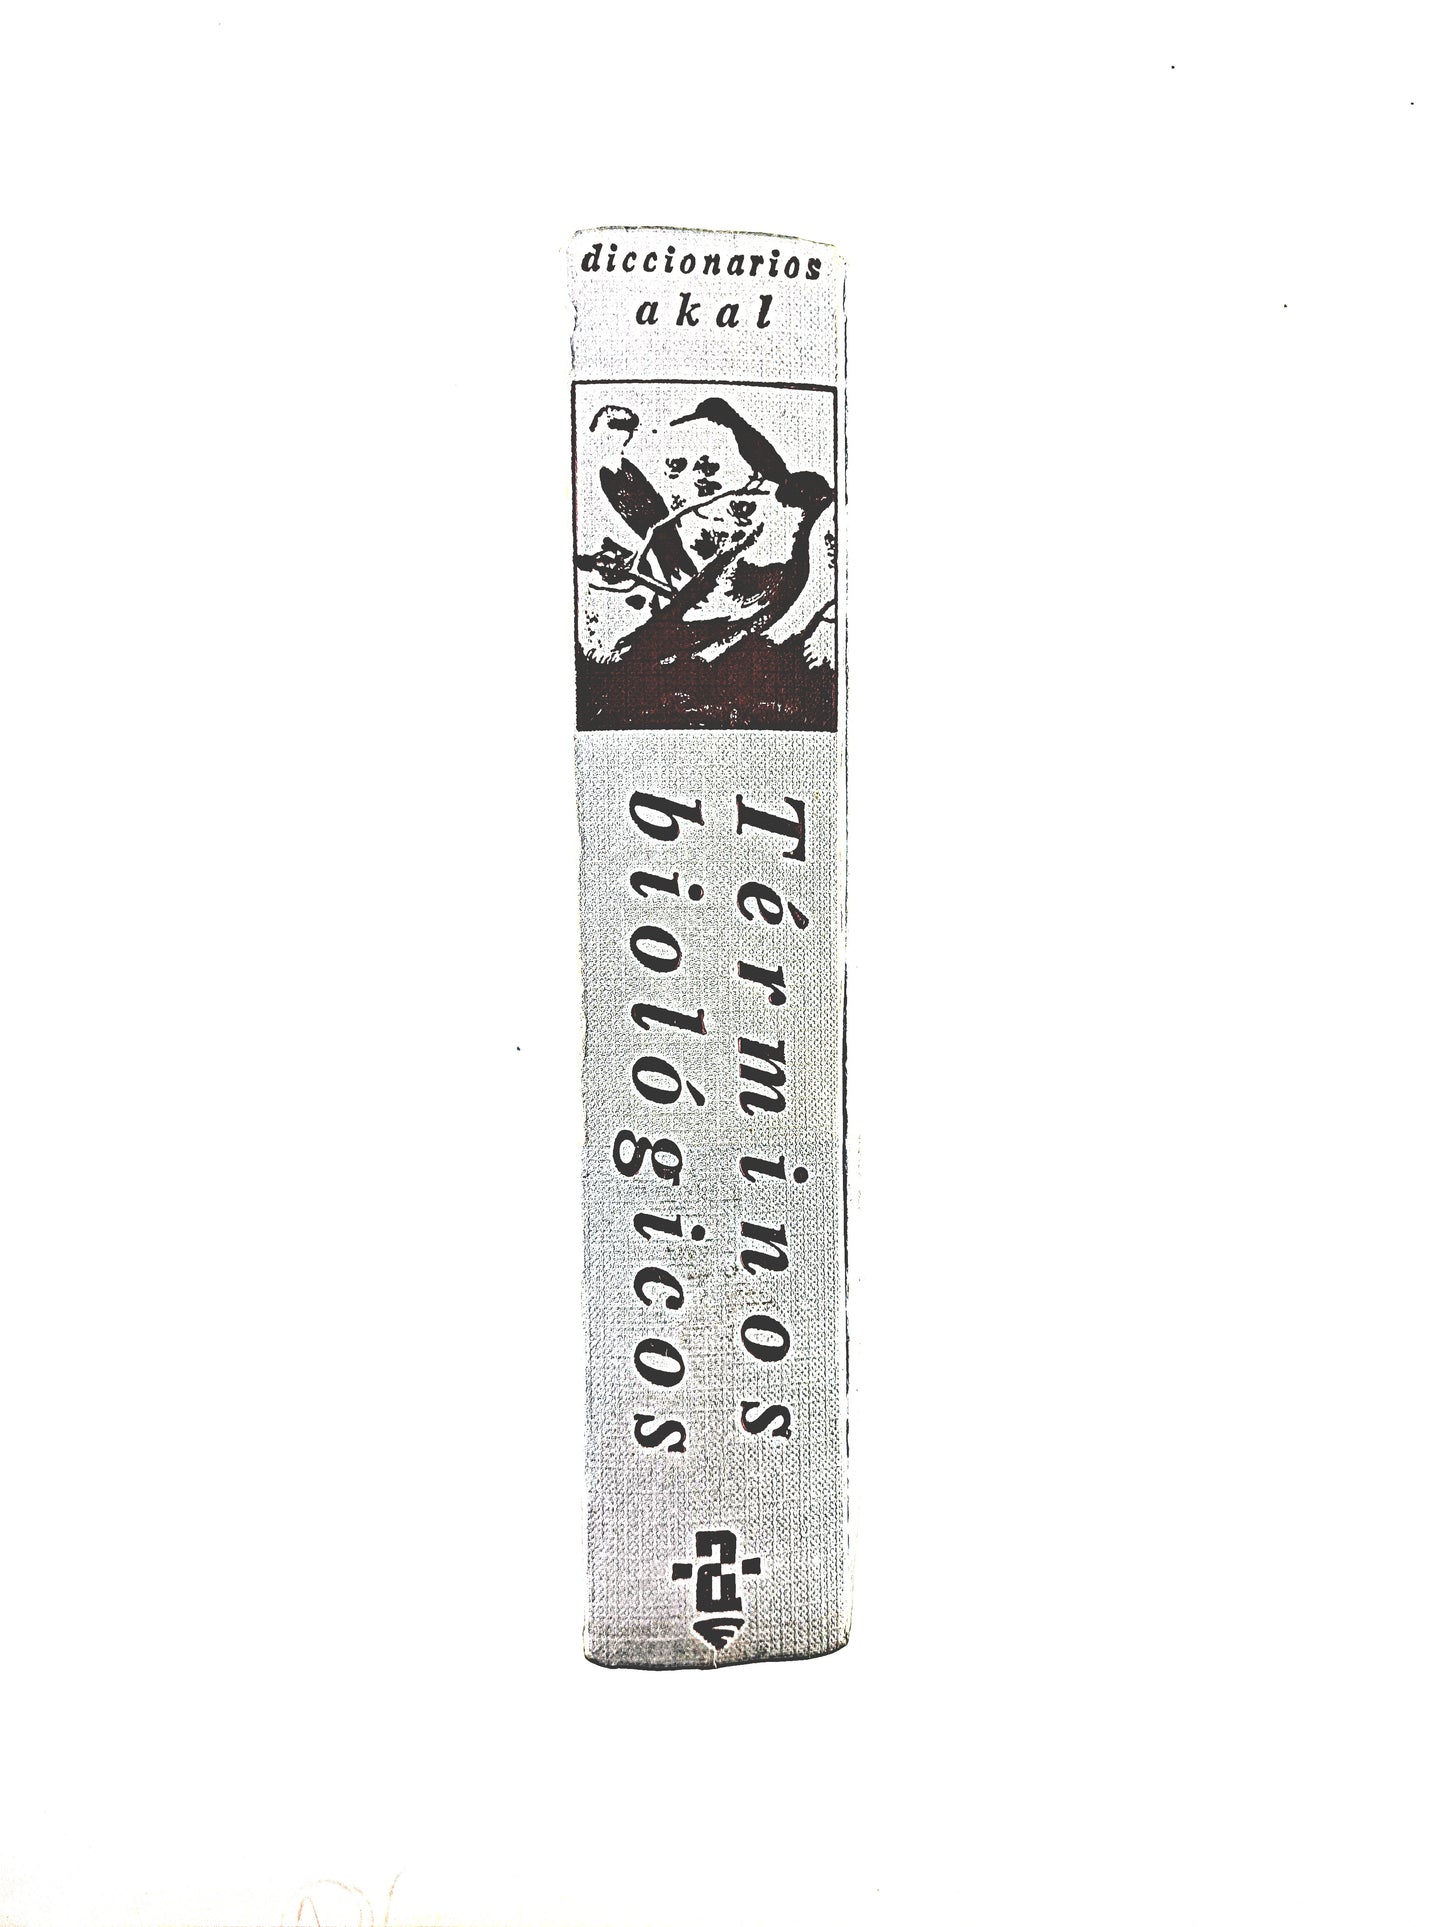 diccionarios
akal
Términos
biológicos